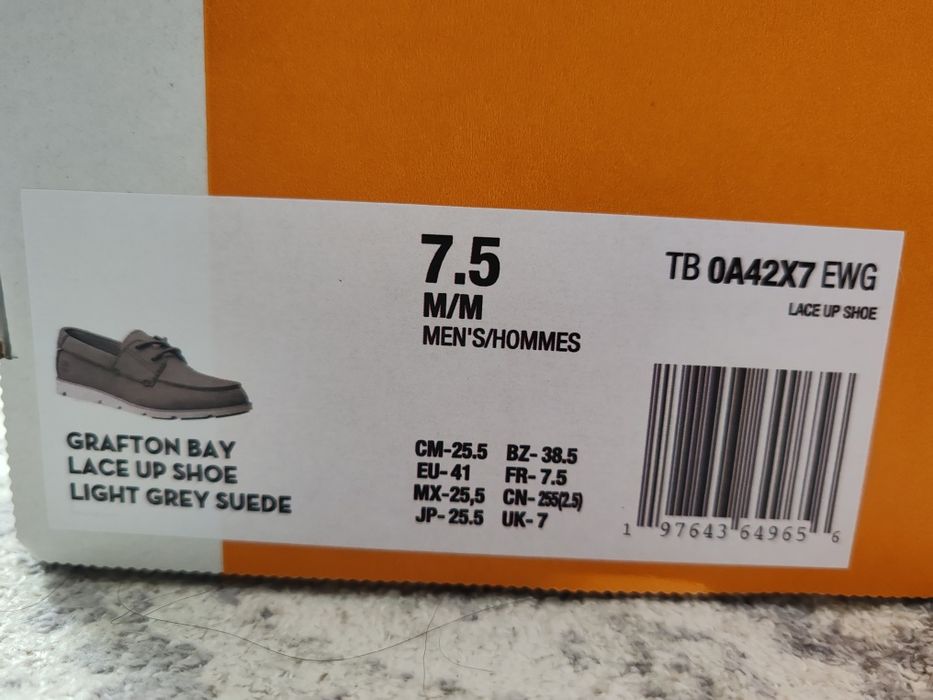 7.5
M/M
MEN'S/HOMMES
TB 0A42X7 EWG
LACE UP SHOE
GRAFTON BAY
LACE UP SHOE
LIGHT GREY SUEDE
CM-25.5 BZ- 38.5
EU- 41 FR- 7.5
MX-25,5 CN- 255(2.5)
JP- 25.5 UK- 7
1 97643 64965 6